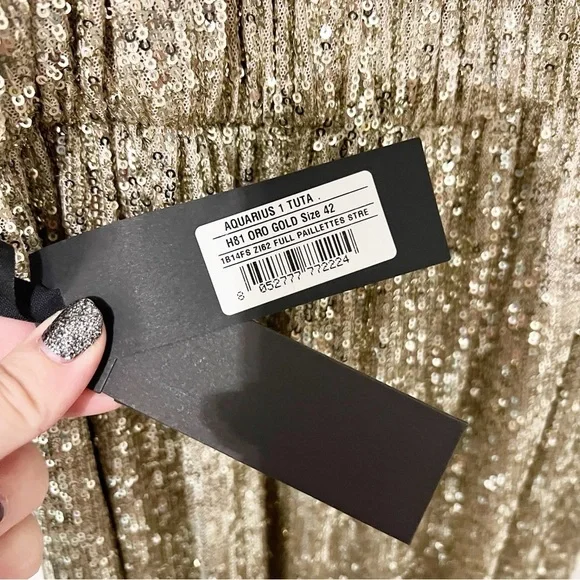 AQUARIUS 1 TUTA .
H81 ORO GOLD Size 42
1B14FS ZI62 FULL PAILLETTES STRE
8 052777 772224